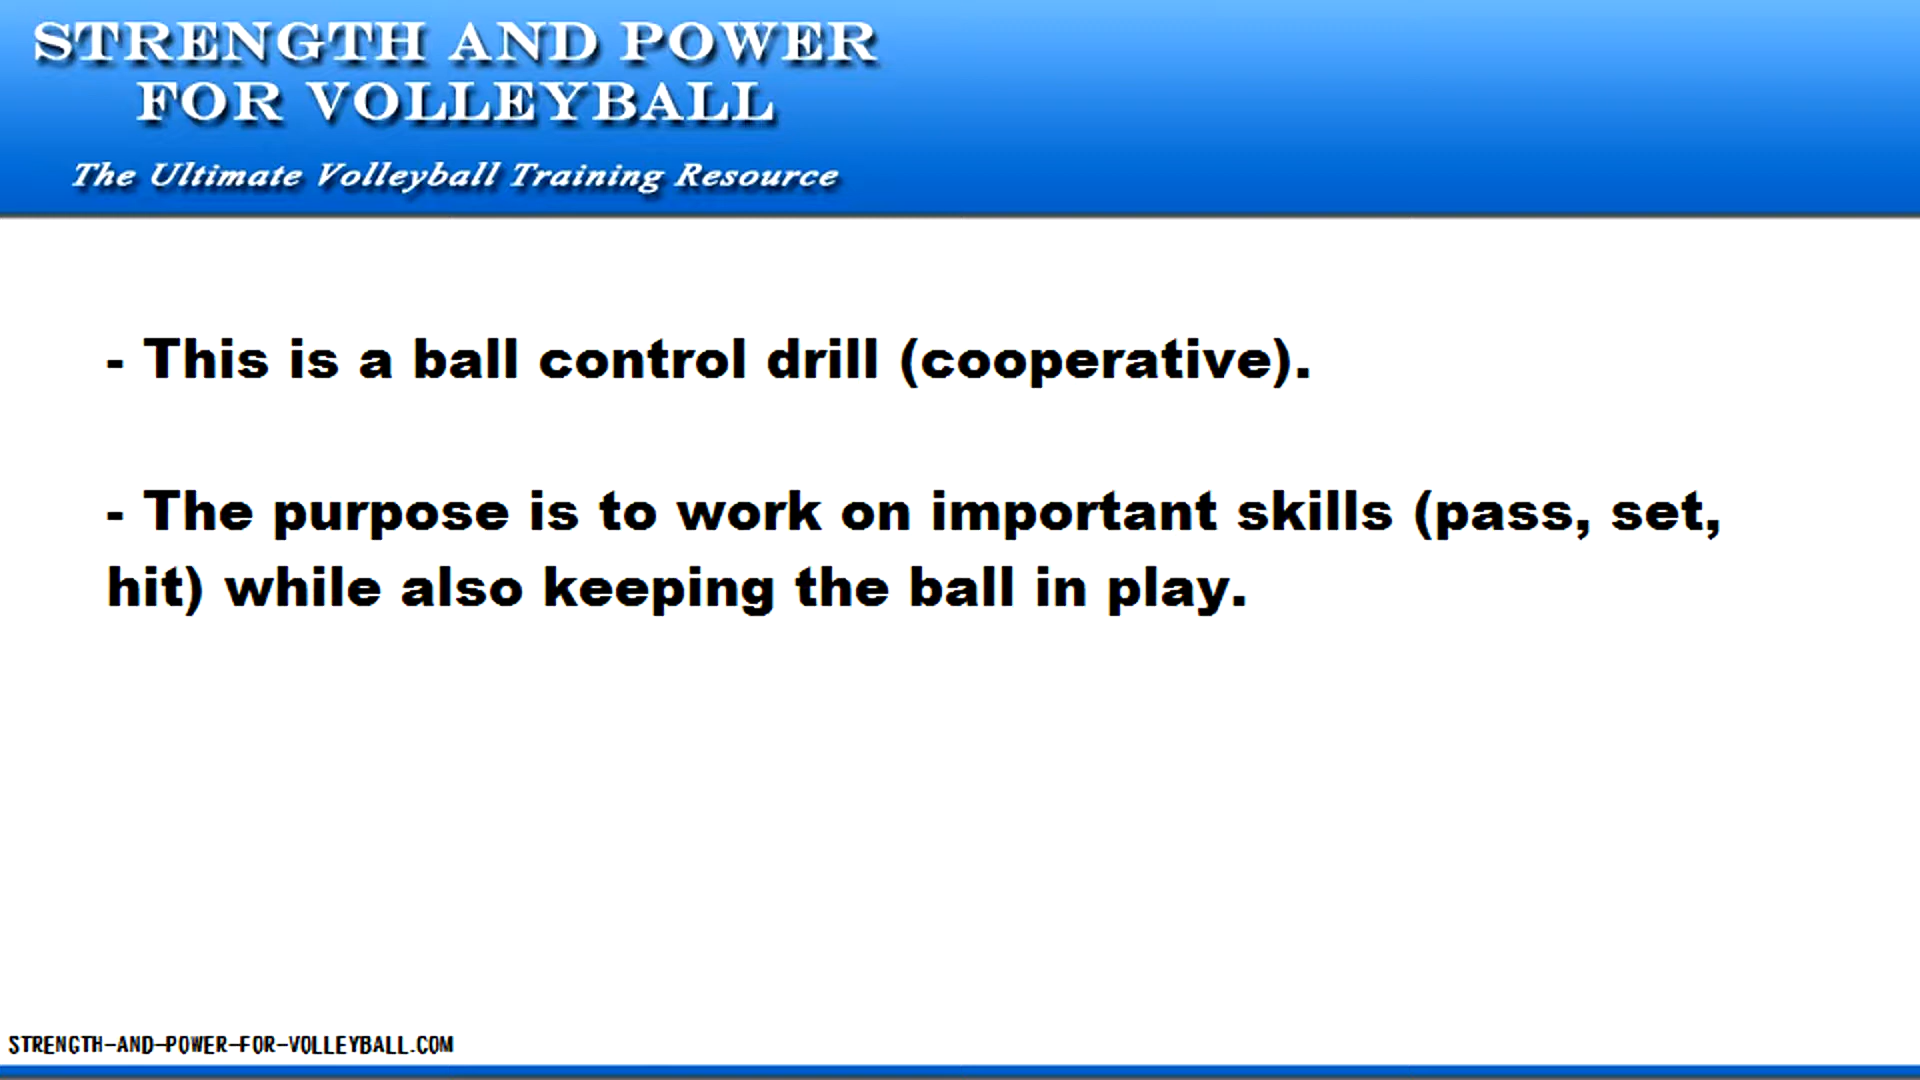 STRENGTH AND POWER
FOR VOLLEYBALL
The Ultimate Volleyball Training Resource
- This is a ball control drill (cooperative).
- The purpose is to work on important skills (pass, set,
hit) while also keeping the ball in play.
STRENGTH-AND-POWER-FOR-VOLLEYBALL.COM